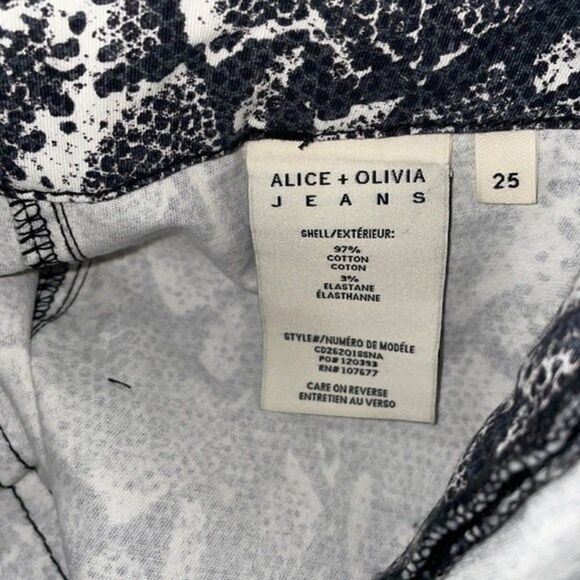 ALICE + OLIVIA
JEANS
SHELL/EXTÉRIEUR:
97%
COTTON
COTON
3%
ELASTANE
ÉLASTHANNE
STYLE#/NUMÉRO DE MODÈLE
CD262Q18SNA
PO# 120393
RN# 107677
CARE ON REVERSE
ENTRETIEN AU VERSO
25